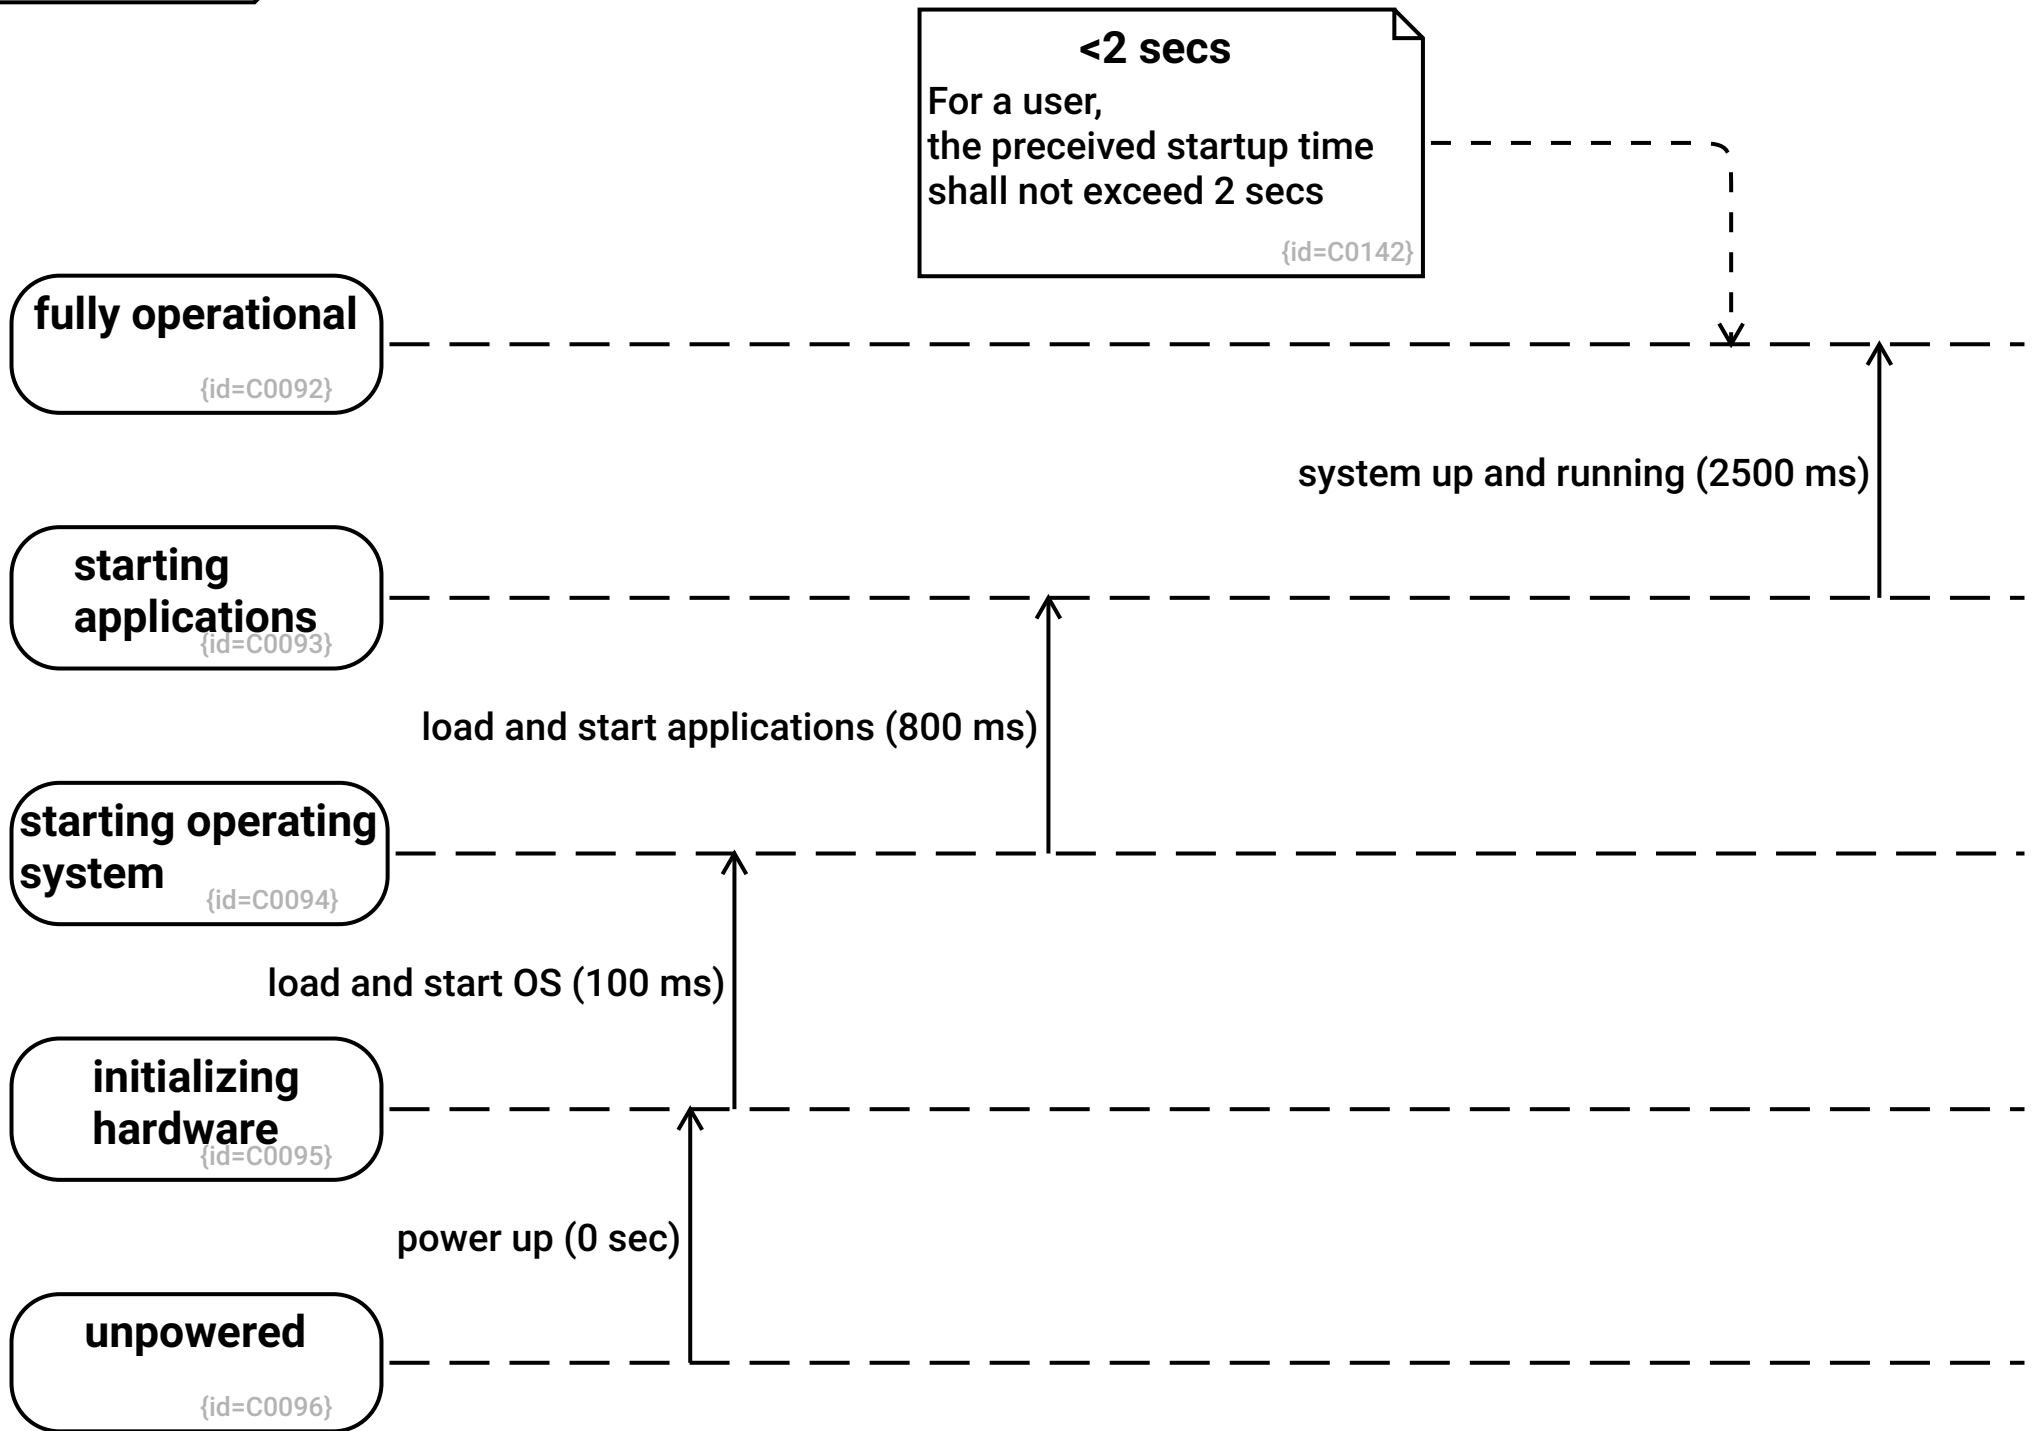 <2 secs
For a user,
the preceived startup time
shall not exceed 2 secs
{id=C0142}
fully operational
{id=C0092}
system up and running (2500 ms)
starting
applications
{id=C0093}
load and start applications (800 ms)
starting operating
system
{id=C0094}
load and start OS (100 ms)
initializing
hardware
{id=C0095}
power up (0 sec)
unpowered
{id=C0096}